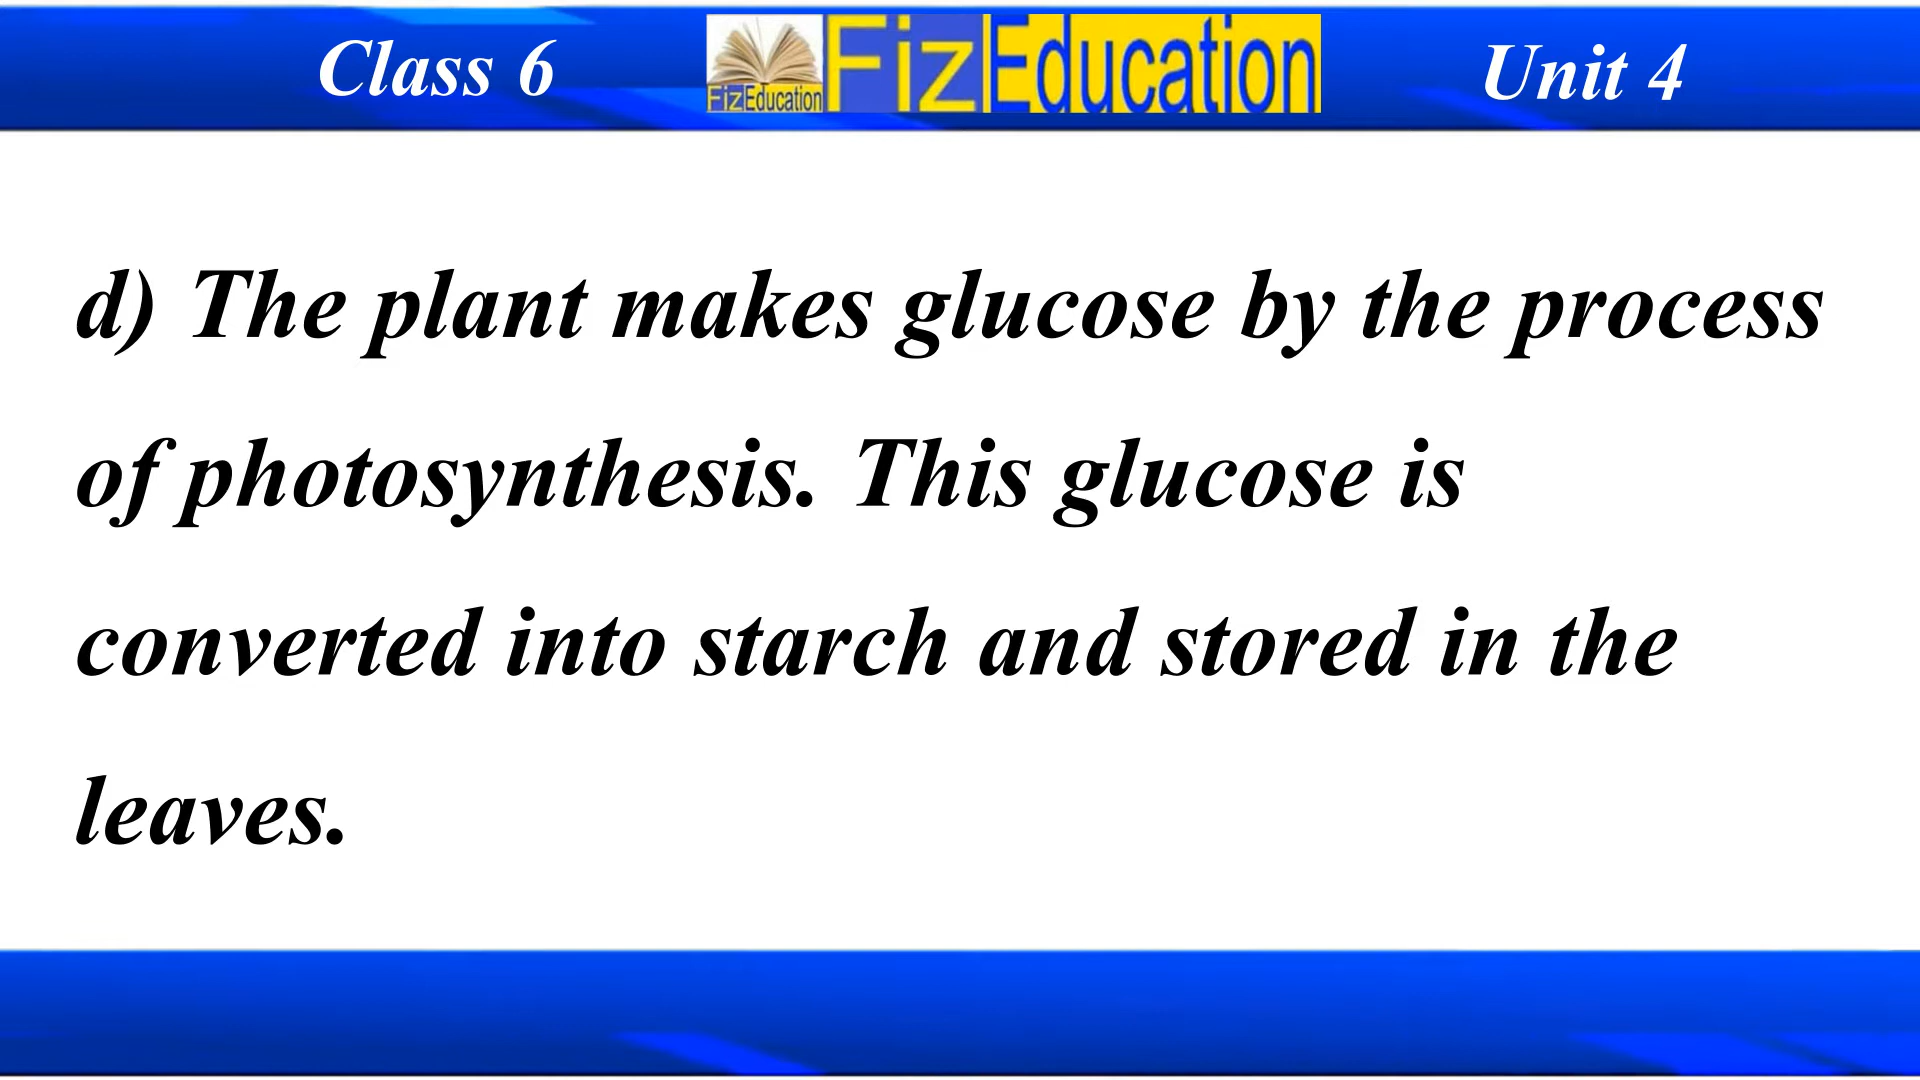 Class 6
FizEducation
FizEducation
Unit 4
d) The plant makes glucose by the process
of photosynthesis. This glucose is
converted into starch and stored in the
leaves.